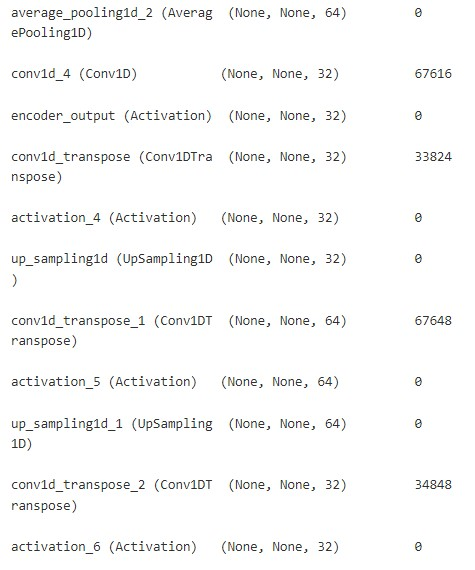 average_pooling1d_2 (Averag (None, None, 64) 0
ePooling1D)
conv1d_4 (Conv1D) (None, None, 32) 67616
encoder_output (Activation) (None, None, 32) 0
conv1d_transpose (Conv1DTra (None, None, 32) 33824
nspose)
activation_4 (Activation) (None, None, 32) 0
up_sampling1d (UpSampling1D (None, None, 32) 0
)
conv1d_transpose_1 (Conv1DT (None, None, 64) 67648
ranspose)
activation_5 (Activation) (None, None, 64) 0
up_sampling1d_1 (UpSampling (None, None, 64) 0
1D)
conv1d_transpose_2 (Conv1DT (None, None, 32) 34848
ranspose)
activation_6 (Activation) (None, None, 32) 0